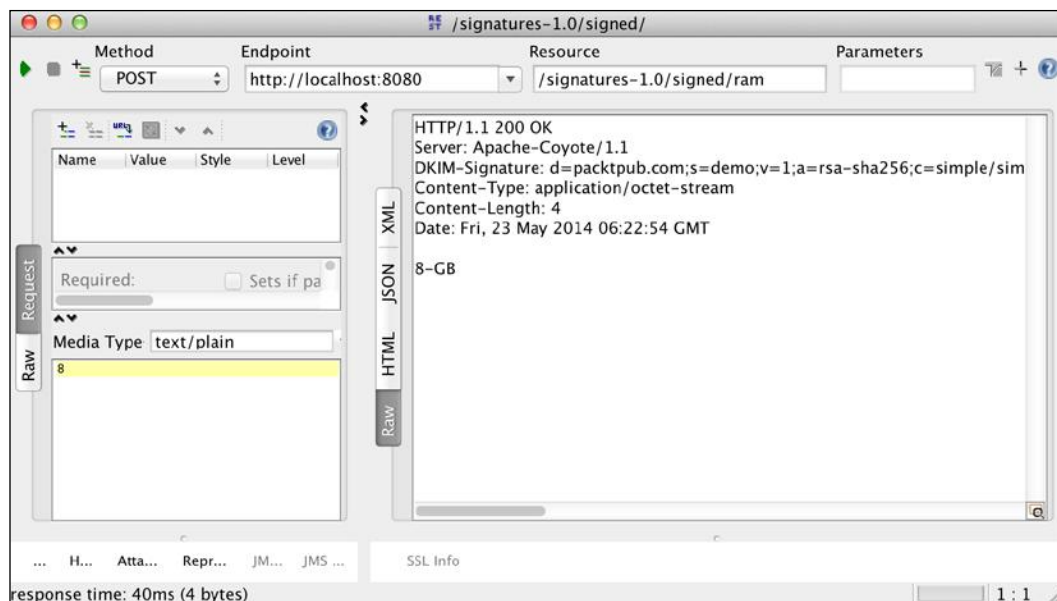 /signatures-1.0/signed/
Method Endpoint Resource Parameters
POST http://localhost:8080 /signatures-1.0/signed/ram
Name Value Style Level
Required: Sets if pa
Media Type text/plain
8
Request
Raw
XML
JSON
HTML
Raw
HTTP/1.1 200 OK
Server: Apache-Coyote/1.1
DKIM-Signature: d=packtpub.com;s=demo;v=1;a=rsa-sha256;c=simple/sim
Content-Type: application/octet-stream
Content-Length: 4
Date: Fri, 23 May 2014 06:22:54 GMT
8-GB
... H... Atta... Repr... JM... JMS ...
SSL Info
response time: 40ms (4 bytes)
1 : 1